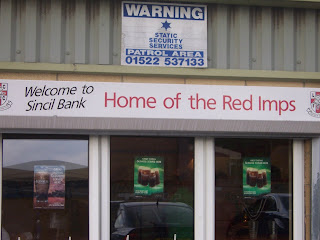 WARNING
STATIC
SECURITY
SERVICES
PATROL AREA
01522 537133
Welcome to
Sincil Bank
Home of the Red Imps